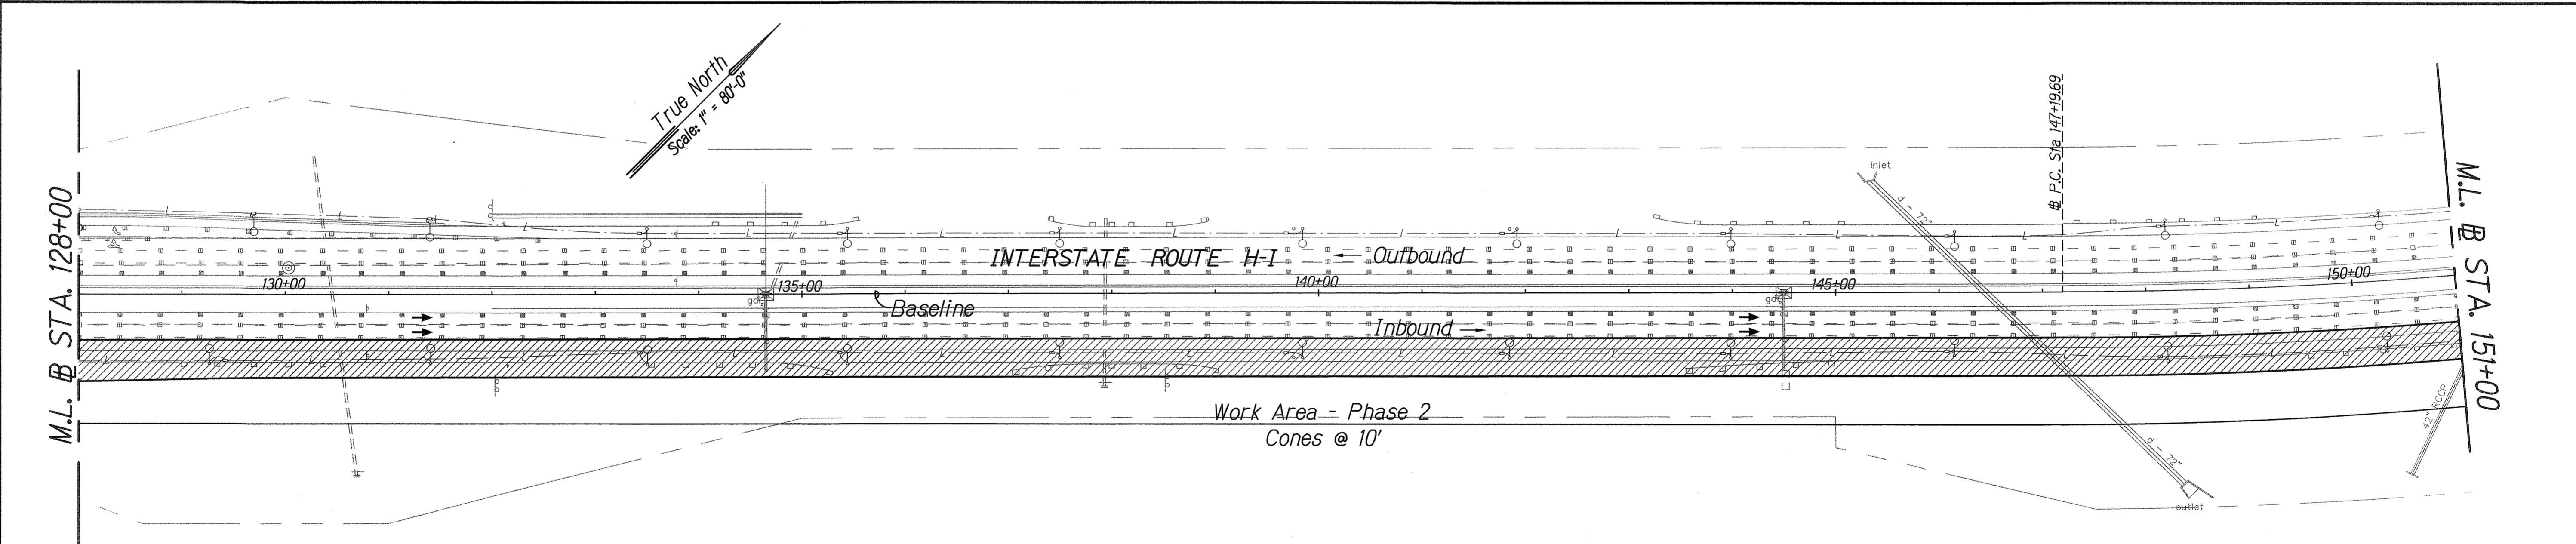 True North
Scale: 1" = 80'-0"
M.L. B STA. 128+00
B P.C. Sta 147+19.69
inlet
d - 72"
M.L. B STA. 151+00
INTERSTATE ROUTE H-1
Outbound
130+00
135+00
140+00
145+00
150+00
Baseline
Inbound
Work Area - Phase 2
Cones @ 10'
42" RCCP
d - 72"
outlet